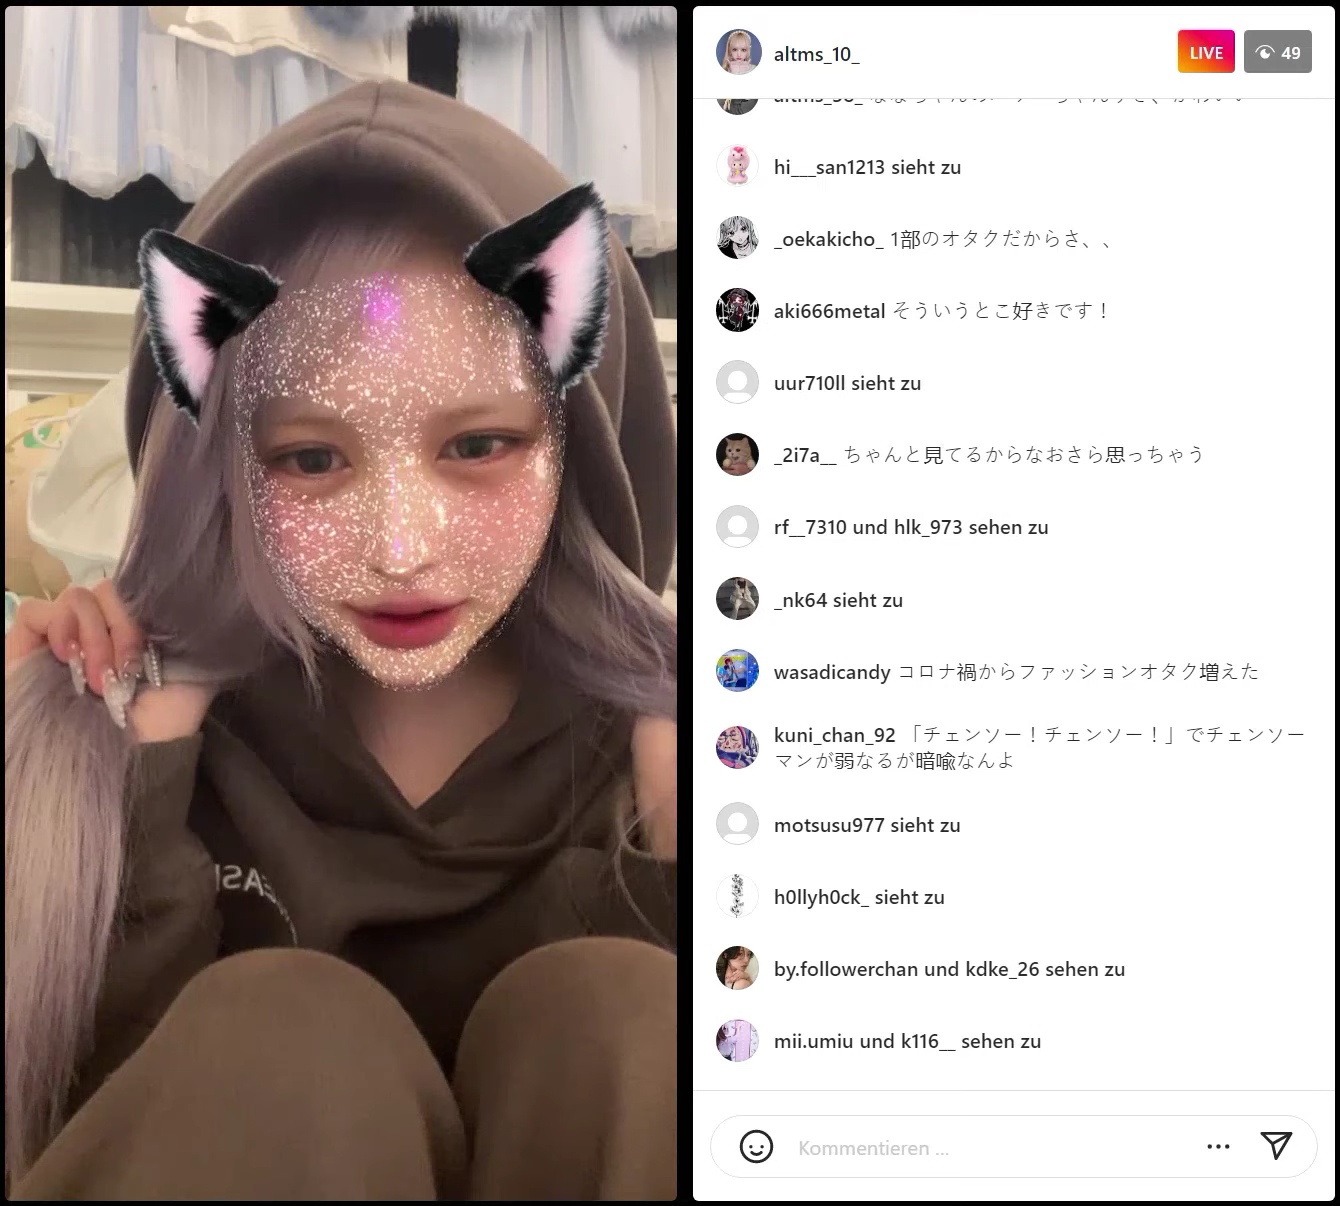 altms_10_
LIVE
49
hi___san1213 sieht zu
_oekakicho_ 1部のオタクだからさ、、
aki666metal そういうとこ好きです！
uur710ll sieht zu
_2i7a__ ちゃんと見てるからなおさら思っちゃう
rf__7310 und hlk_973 sehen zu
_nk64 sieht zu
wasadicandy コロナ禍からファッションオタク増えた
kuni_chan_92 「チェンソー！チェンソー！」でチェンソー
マンが弱なるが暗喩なんよ
motsusu977 sieht zu
h0llyh0ck_ sieht zu
by.followerchan und kdke_26 sehen zu
mii.umiu und k116__ sehen zu
Kommentieren ...